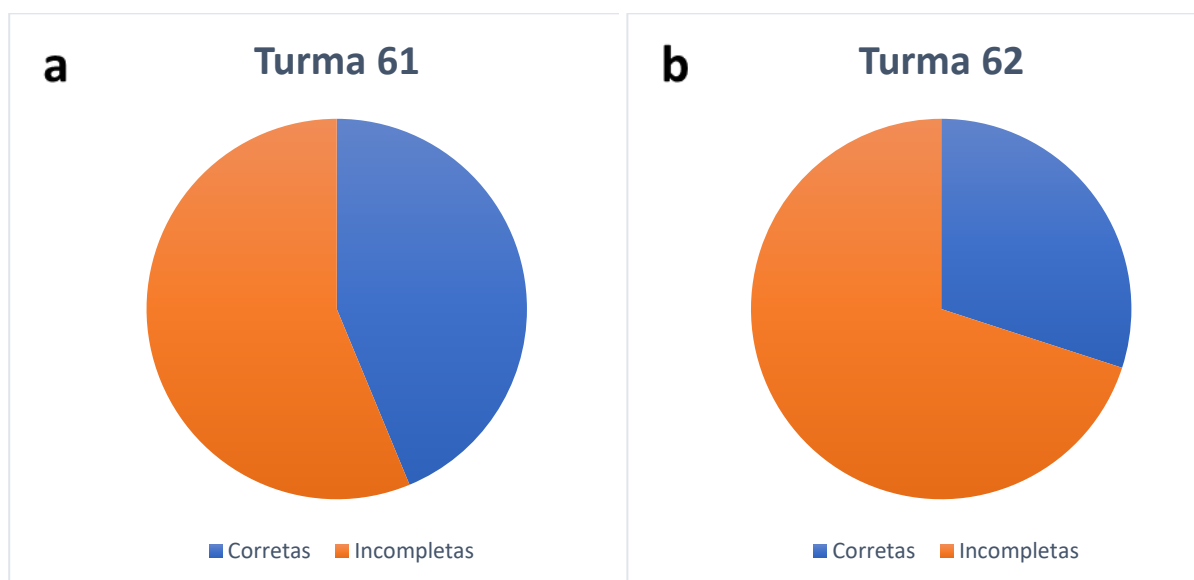 a
Turma 61
Corretas
Incompletas
b
Turma 62
Corretas
Incompletas